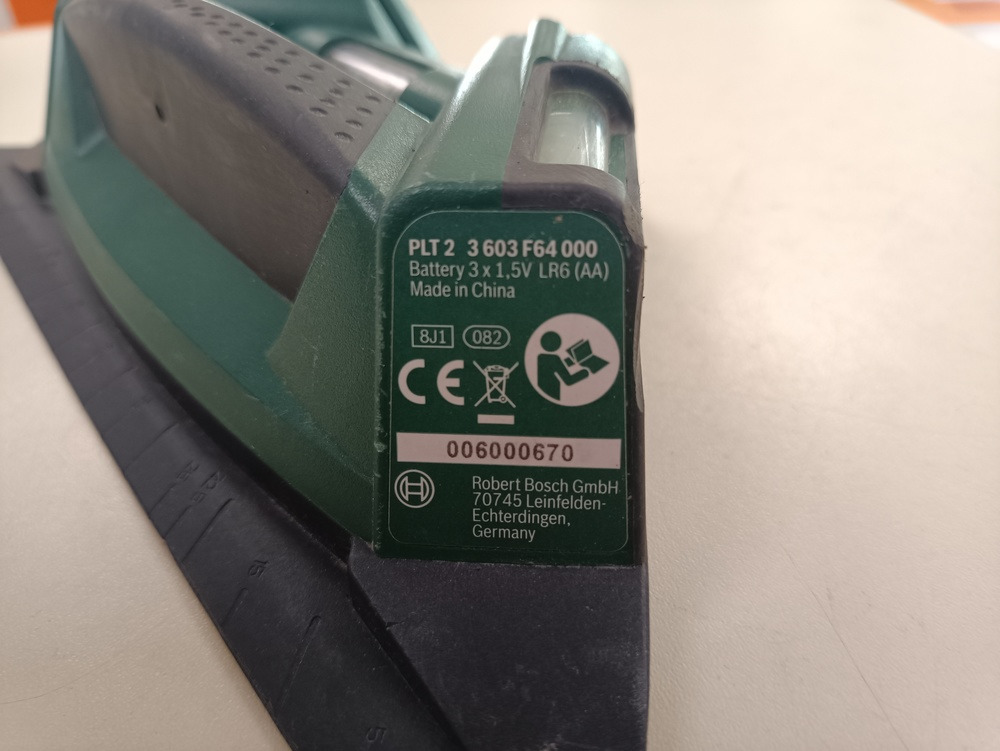 PLT 2 3 603 F64 000
Battery 3 x 1,5V LR6 (AA)
Made in China
8J1 082
CE
006000670
Robert Bosch GmbH
70745 Leinfelden-
Echterdingen,
Germany
15